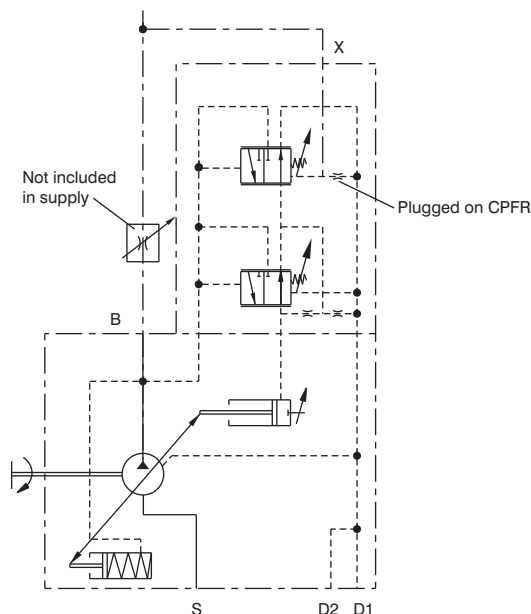 X
Not included
in supply
Plugged on CPFR
B
S
D2
D1